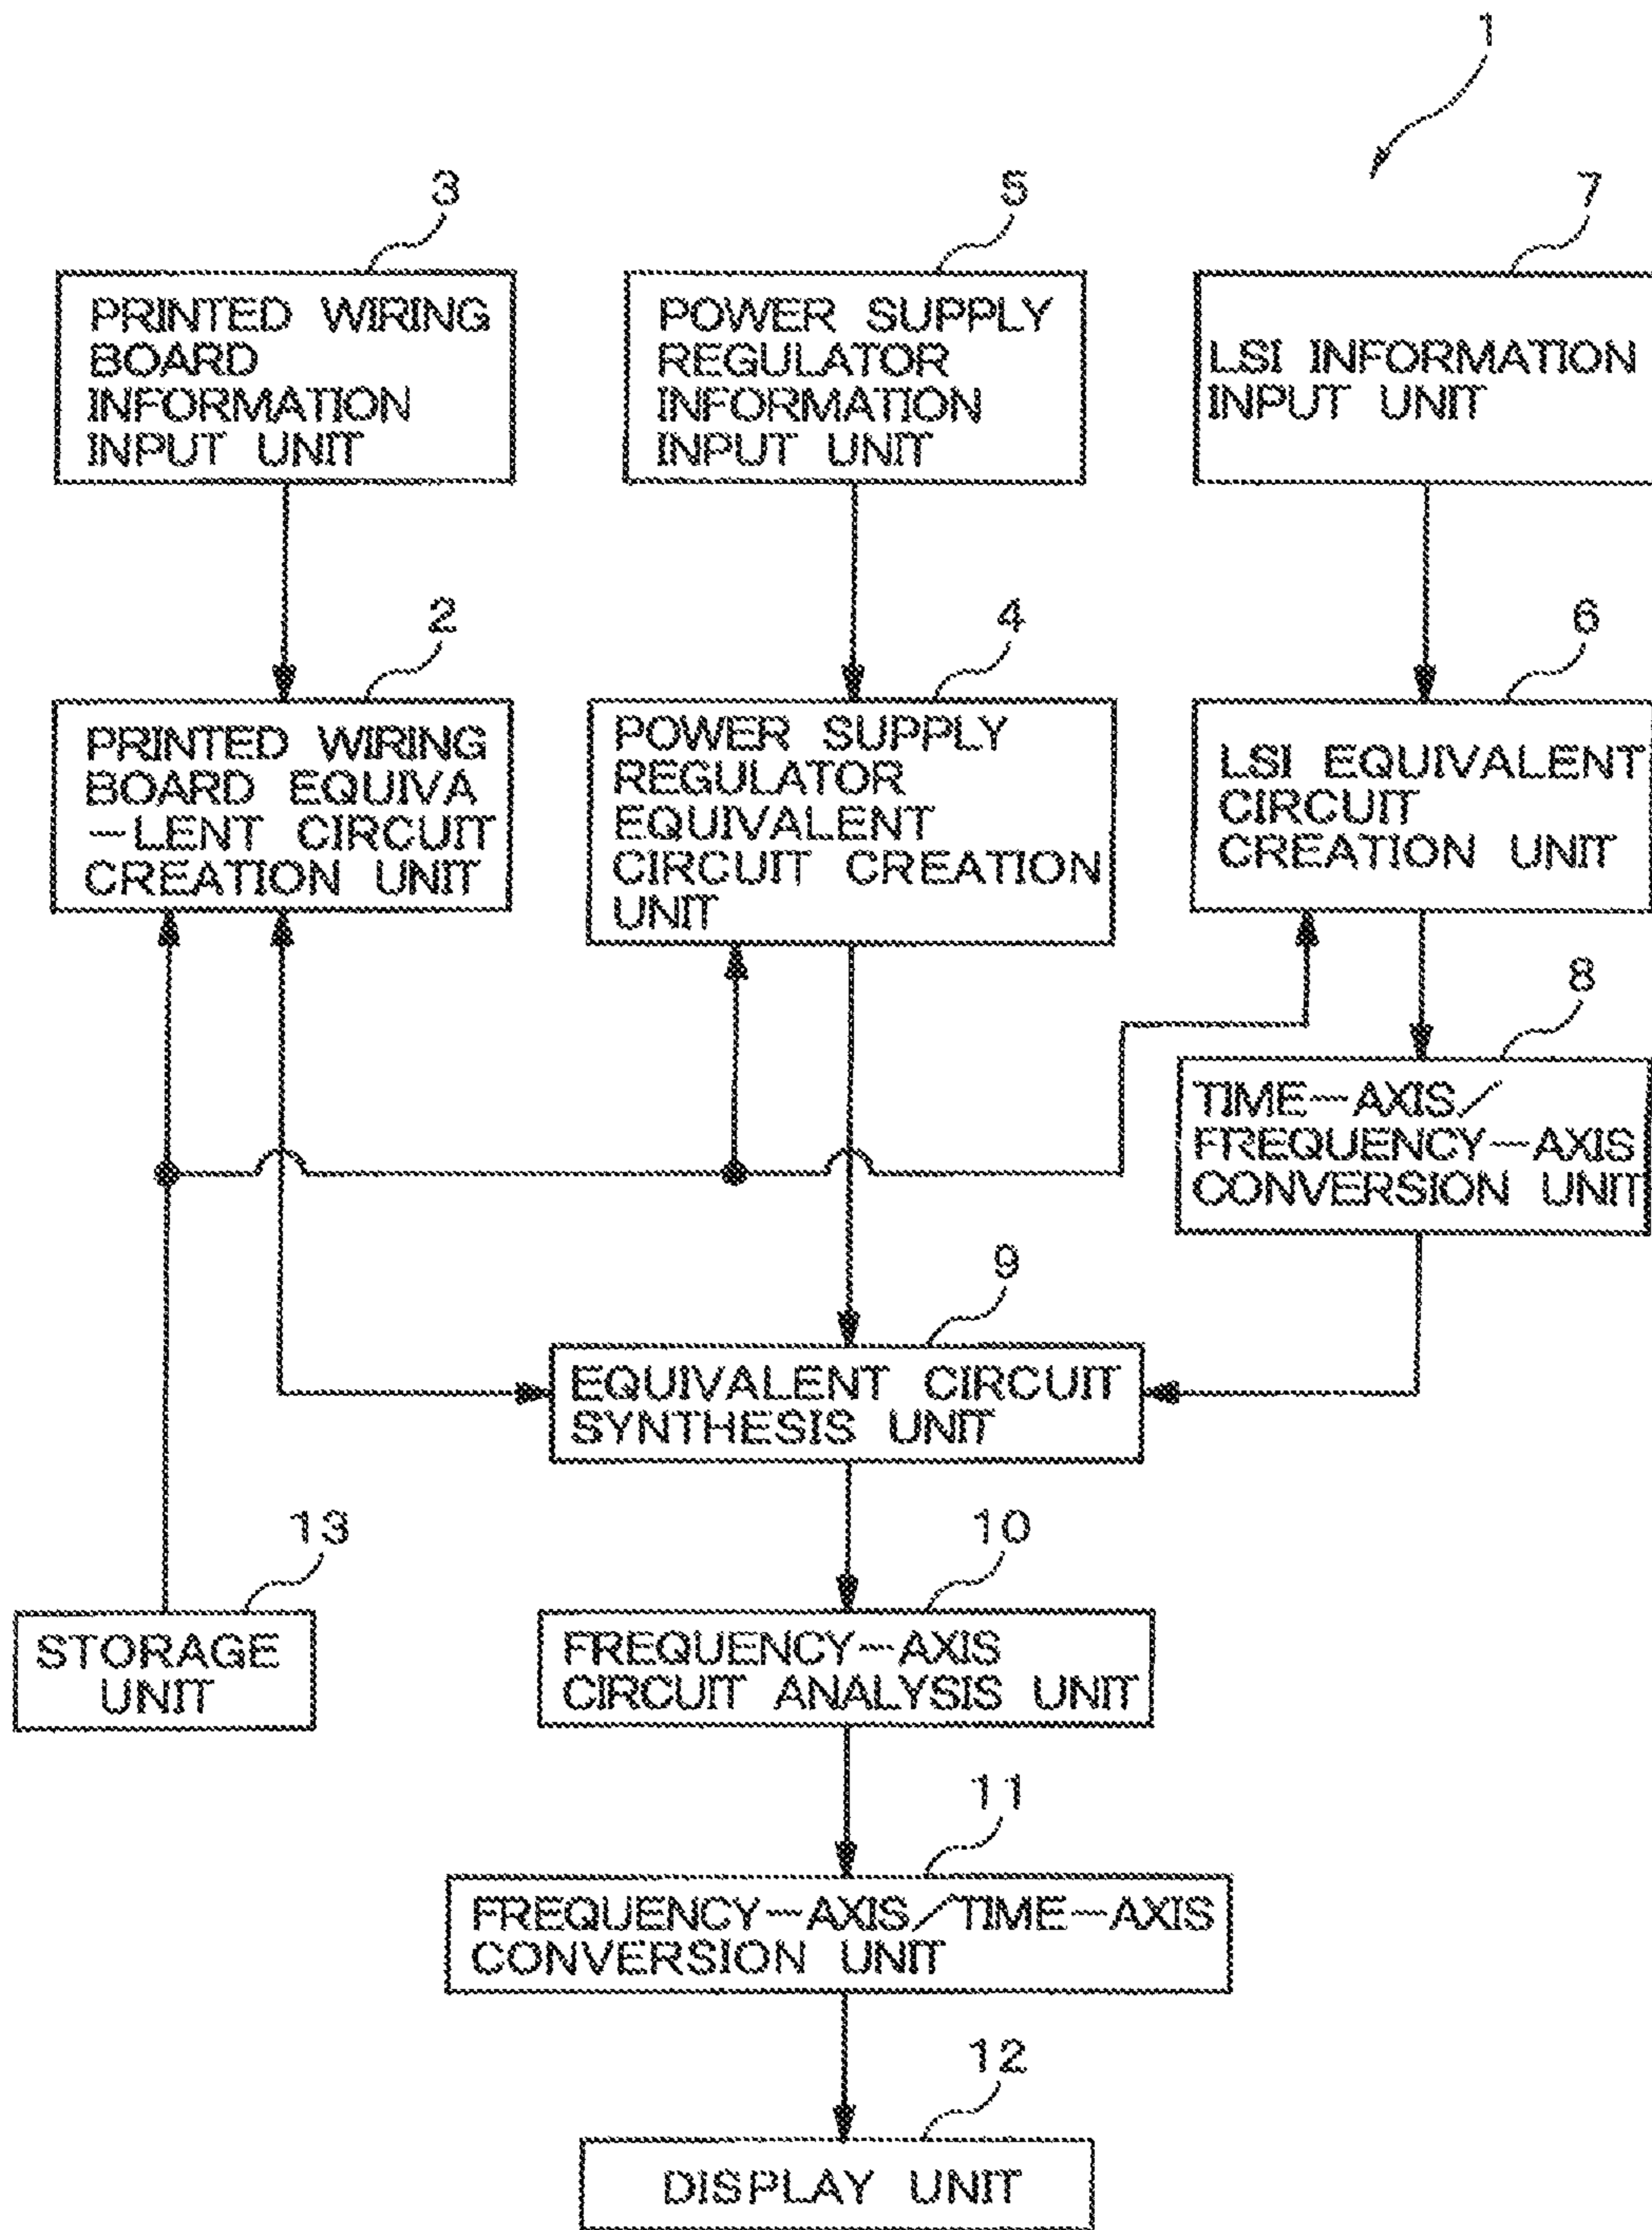 1
3
PRINTED WIRING
BOARD
INFORMATION
INPUT UNIT
5
POWER SUPPLY
REGULATOR
INFORMATION
INPUT UNIT
7
LSI INFORMATION
INPUT UNIT
2
PRINTED WIRING
BOARD EQUIVA
-LENT CIRCUIT
CREATION UNIT
4
POWER SUPPLY
REGULATOR
EQUIVALENT
CIRCUIT CREATION
UNIT
6
LSI EQUIVALENT
CIRCUIT
CREATION UNIT
8
TIME-AXIS/
FREQUENCY-AXIS
CONVERSION UNIT
9
EQUIVALENT CIRCUIT
SYNTHESIS UNIT
13
STORAGE
UNIT
10
FREQUENCY-AXIS
CIRCUIT ANALYSIS UNIT
11
FREQUENCY-AXIS/TIME-AXIS
CONVERSION UNIT
12
DISPLAY UNIT